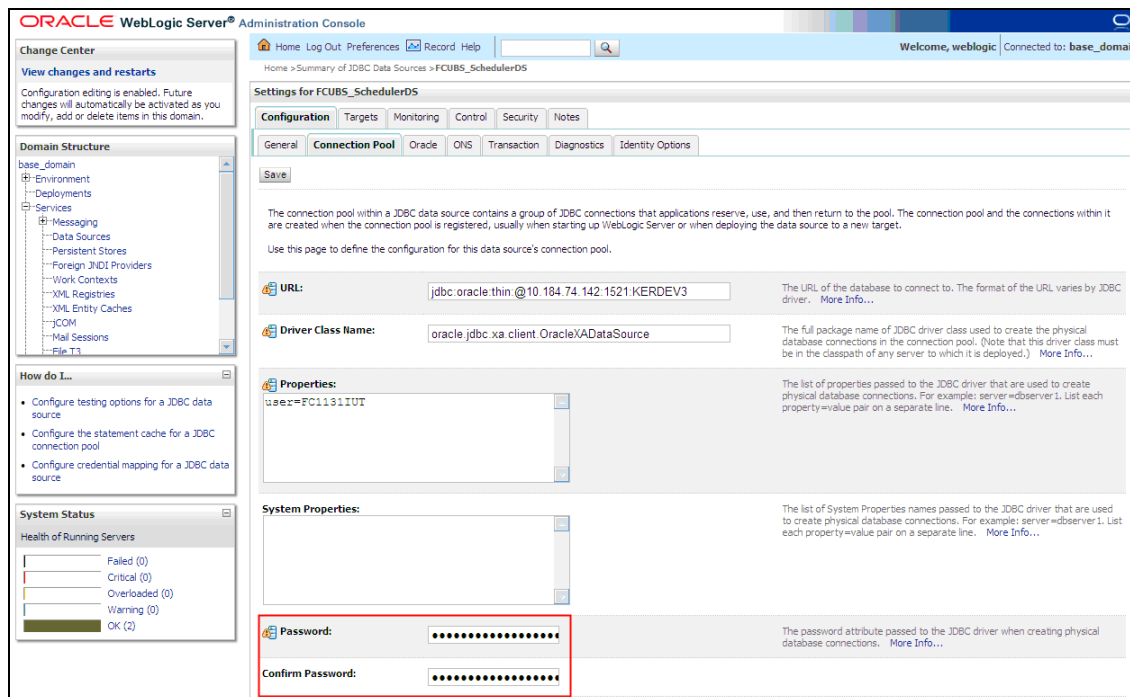 ORACLE WebLogic Server® Administration Console
Change Center
View changes and restarts
Configuration editing is enabled. Future
changes will automatically be activated as you
modify, add or delete items in this domain.
Domain Structure
base_domain
Environment
Deployments
Services
Messaging
Data Sources
Persistent Stores
Foreign JNDI Providers
Work Contexts
XML Registries
XML Entity Caches
jCOM
Mail Sessions
File T3
How do I...
Configure testing options for a JDBC data
source
Configure the statement cache for a JDBC
connection pool
Configure credential mapping for a JDBC data
source
System Status
Health of Running Servers
Failed (0)
Critical (0)
Overloaded (0)
Warning (0)
OK (2)
Home Log Out Preferences Record Help
Welcome, weblogic Connected to: base_domai
Home >Summary of JDBC Data Sources >FCUBS_SchedulerDS
Settings for FCUBS_SchedulerDS
Configuration Targets Monitoring Control Security Notes
General Connection Pool Oracle ONS Transaction Diagnostics Identity Options
Save
The connection pool within a JDBC data source contains a group of JDBC connections that applications reserve, use, and then return to the pool. The connection pool and the connections within it
are created when the connection pool is registered, usually when starting up WebLogic Server or when deploying the data source to a new target.
Use this page to define the configuration for this data source's connection pool.
URL:
jdbc:oracle:thin:@10.184.74.142:1521:KERDEV3
The URL of the database to connect to. The format of the URL varies by JDBC
driver. More Info...
Driver Class Name:
oracle.jdbc.xa.client.OracleXADataSource
The full package name of JDBC driver class used to create the physical
database connections in the connection pool. (Note that this driver class must
be in the classpath of any server to which it is deployed.) More Info...
Properties:
user=FC1131IUT
The list of properties passed to the JDBC driver that are used to create
physical database connections. For example: server=dbserver1. List each
property=value pair on a separate line. More Info...
System Properties:
The list of System Properties names passed to the JDBC driver that are used
to create physical database connections. For example: server=dbserver1. List
each property=value pair on a separate line. More Info...
Password:
●●●●●●●●●●●●●●●●●●
The password attribute passed to the JDBC driver when creating physical
database connections. More Info...
Confirm Password:
●●●●●●●●●●●●●●●●●●